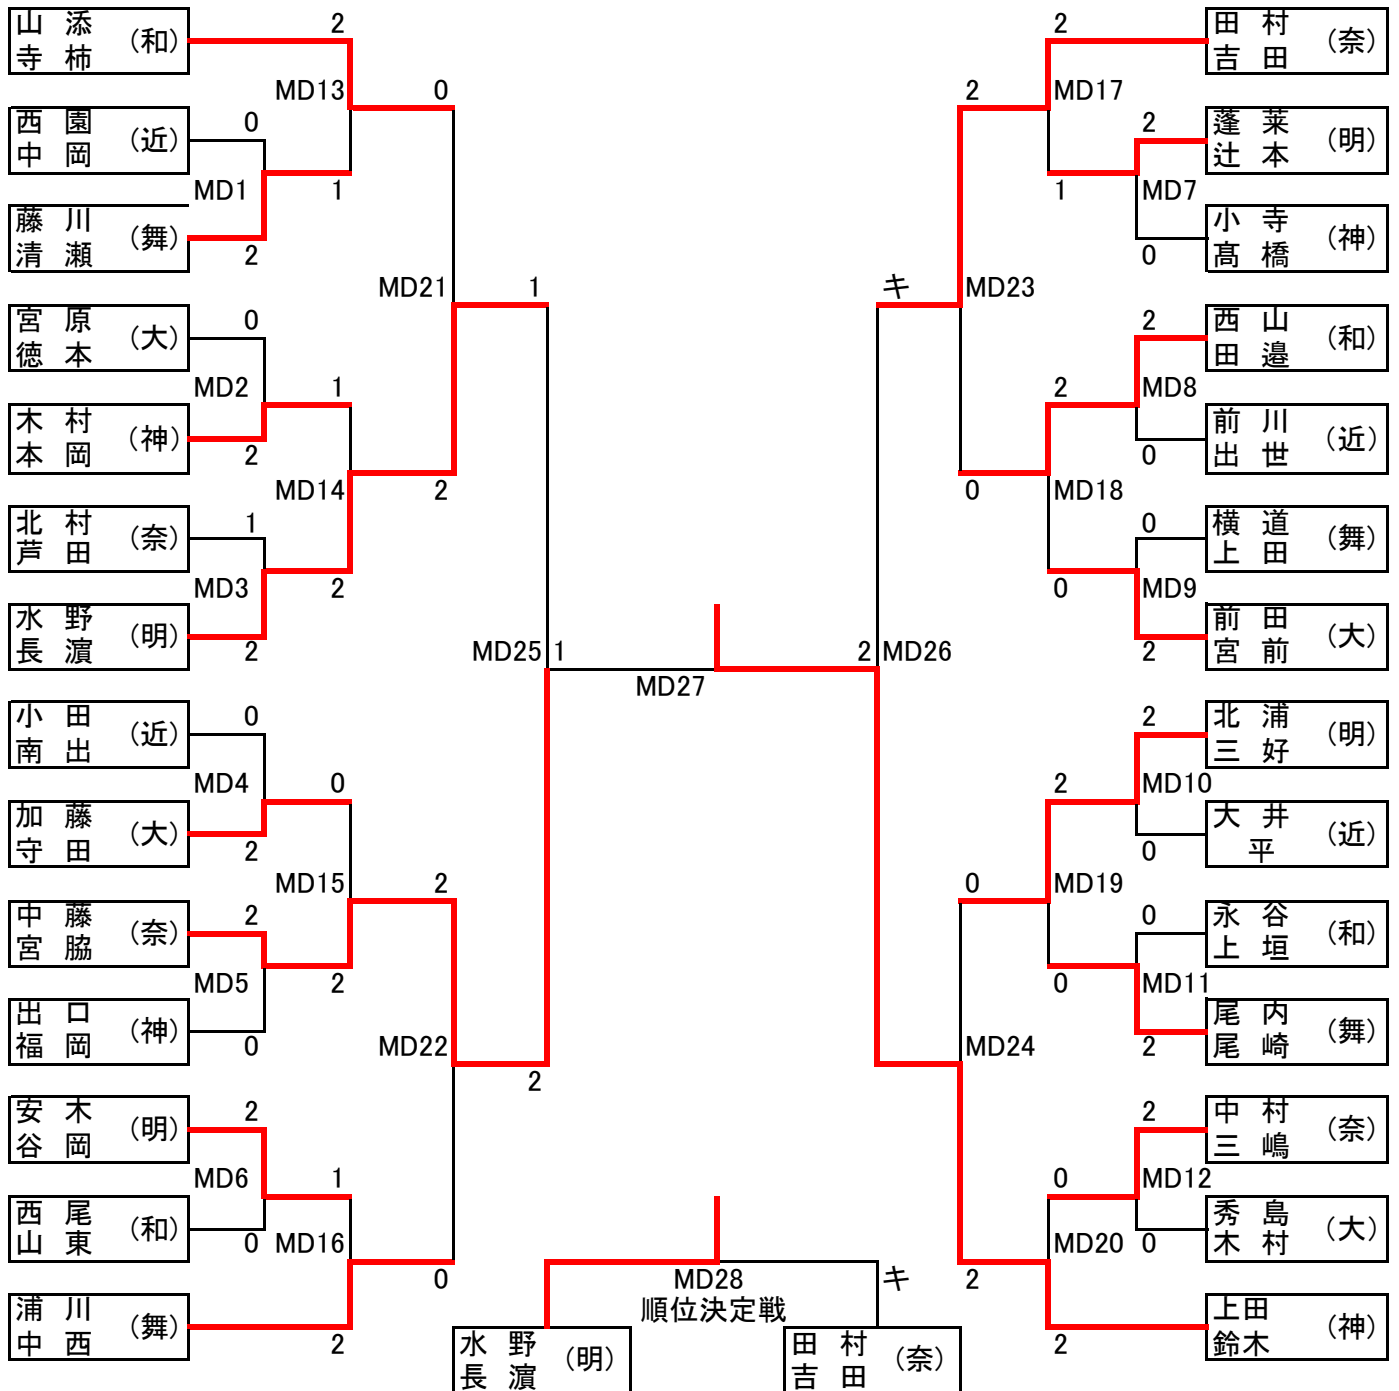 山添
寺柿
（和）
2
MD13
0
西園
中岡
（近）
0
MD1
1
藤川
清瀬
（舞）
2
MD21
1
宮原
徳本
（大）
0
MD2
1
木村
本岡
（神）
2
MD14
2
北村
芦田
（奈）
1
MD3
2
水野
長濵
（明）
2
MD25
1
MD27
小田
南出
（近）
0
MD4
0
加藤
守田
（大）
2
MD15
2
中藤
宮脇
（奈）
2
MD5
2
出口
福岡
（神）
0
MD22
2
安木
谷岡
（明）
2
MD6
1
西尾
山東
（和）
0
MD16
0
浦川
中西
（舞）
2
2
田村
吉田
（奈）
2
MD17
2
蓬莱
辻本
（明）
1
MD7
0
小寺
髙橋
（神）
キ
MD23
2
西山
田邉
（和）
2
MD8
0
前川
出世
（近）
0
MD18
0
横道
上田
（舞）
0
MD9
2
前田
宮前
（大）
2
MD26
2
北浦
三好
（明）
2
MD10
0
大井
平
（近）
0
MD19
0
永谷
上垣
（和）
0
MD11
2
尾内
尾崎
（舞）
MD24
2
中村
三嶋
（奈）
0
MD12
0
秀島
木村
（大）
MD20
2
2
上田
鈴木
（神）
MD28
キ
順位決定戦
水野
長濵
（明）
田村
吉田
（奈）